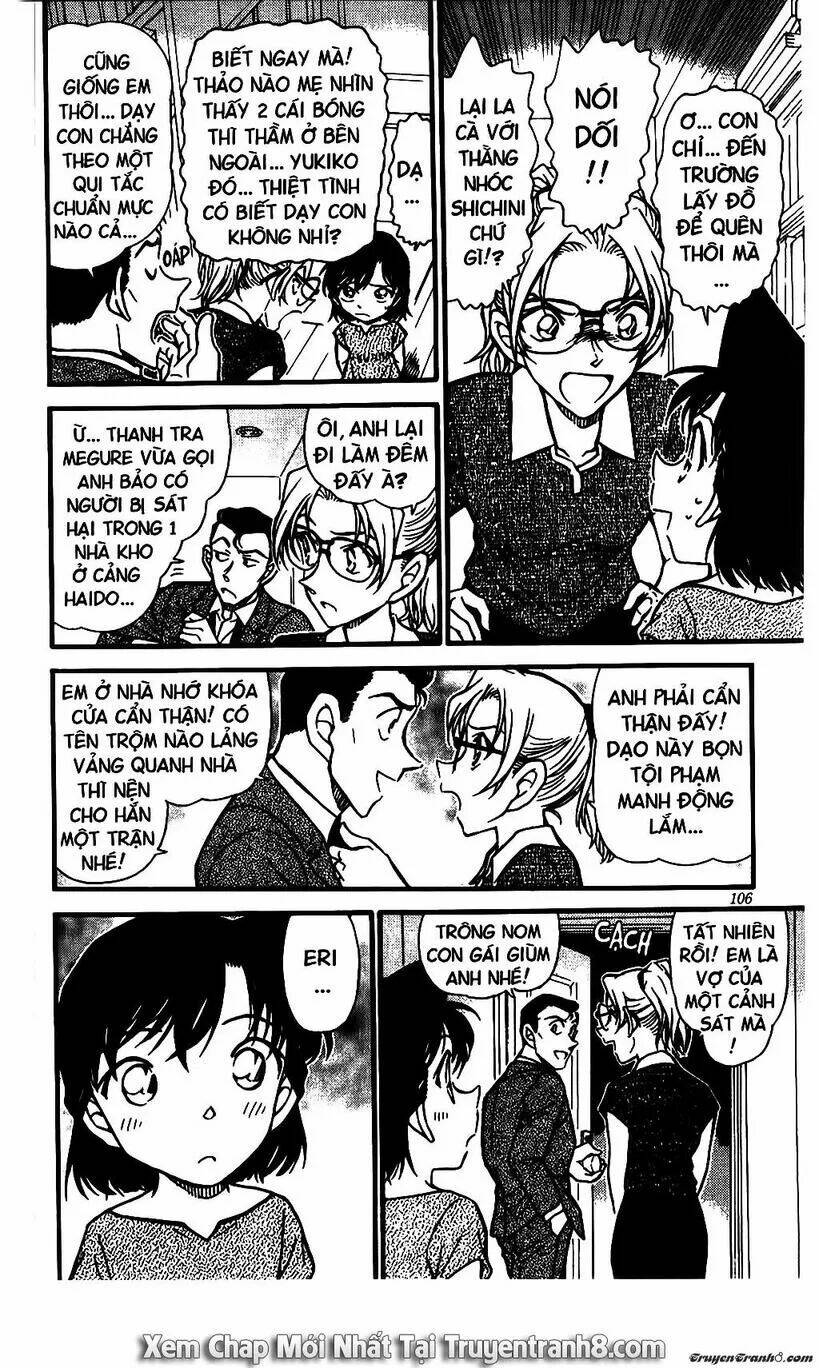 Ơ... CON
CHỈ... ĐẾN
TRƯỜNG
LẤY ĐỒ
ĐỂ QUÊN
THÔI MÀ
...
NÓI
DỐI
!!
LẠI LA
CÀ VỚI
THẰNG
NHÓC
SHICHINI
CHỨ
GÌ!?
DẠ
...
BIẾT NGAY MÀ!
THẢO NÀO MẸ NHÌN
THẤY 2 CÁI BÓNG
THÌ THẦM Ở BÊN
NGOÀI... YUKIKO
ĐÓ... THIỆT TÌNH
CÓ BIẾT DẠY CON
KHÔNG NHỈ?
CŨNG
GIỐNG EM
THÔI... DẠY
CON CHẲNG
THEO MỘT
QUI TẮC
CHUẨN MỰC
NÀO CẢ...
OÁP
ÔI, ANH LẠI
ĐI LÀM ĐÊM
ĐẤY À?
Ừ... THANH TRA
MEGURE VỪA GỌI
ANH BẢO CÓ
NGƯỜI BỊ SÁT
HẠI TRONG 1
NHÀ KHO
Ở CẢNG
HAIDO...
ANH PHẢI CẨN
THẬN ĐẤY!
DẠO NÀY BỌN
TỘI PHẠM
MANH ĐỘNG
LẮM...
EM Ở NHÀ NHỚ KHÓA
CỬA CẨN THẬN! CÓ
TÊN TRỘM NÀO LẢNG
VẢNG QUANH NHÀ
THÌ NỆN
CHO HẮN
MỘT TRẬN
NHÉ!
106
TẤT NHIÊN
RỒI! EM LÀ
VỢ CỦA
MỘT CẢNH
SÁT MÀ
!
CẠCH
TRÔNG NOM
CON GÁI GIÙM
ANH NHÉ!
ERI
...
Xem Chap Mới Nhất Tại Truyentranh8.com
TruyenTranh8.com